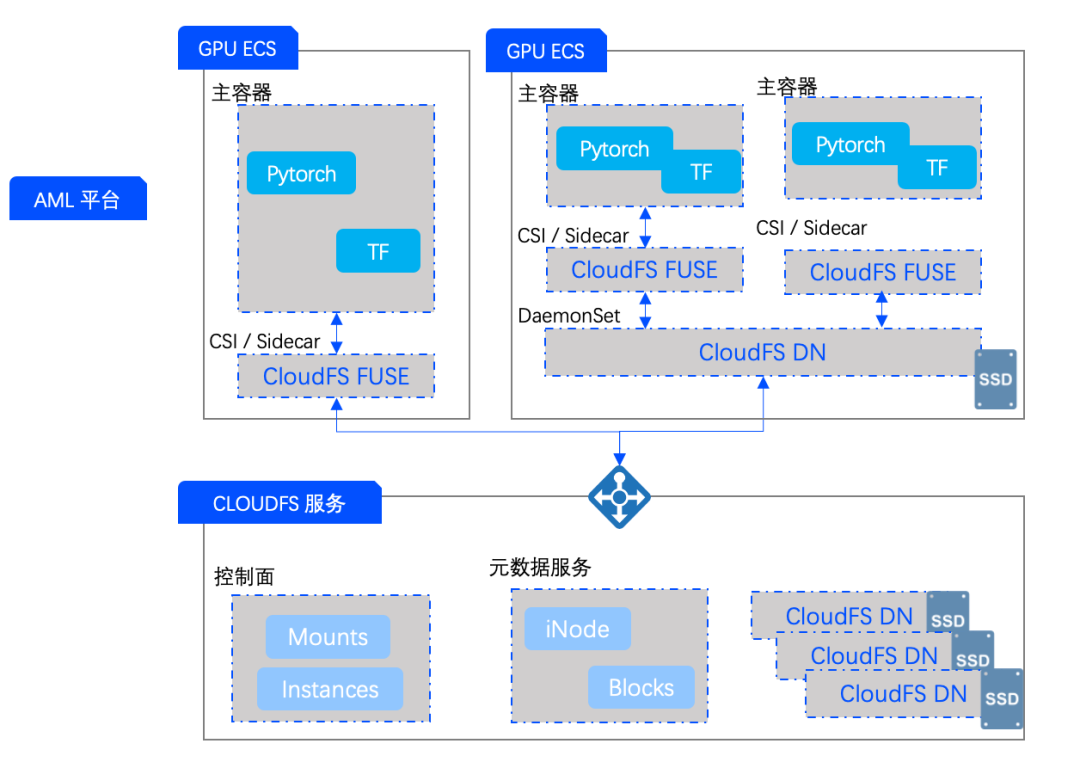 GPU ECS
主容器
Pytorch
TF
CSI / Sidecar
CloudFS FUSE
GPU ECS
主容器
Pytorch
TF
CSI / Sidecar
CloudFS FUSE
主容器
Pytorch
TF
CSI / Sidecar
CloudFS FUSE
DaemonSet
CloudFS DN
SSD
AML 平台
CLOUDFS 服务
控制面
Mounts
Instances
元数据服务
iNode
Blocks
CloudFS DN
SSD
CloudFS DN
SSD
CloudFS DN
SSD